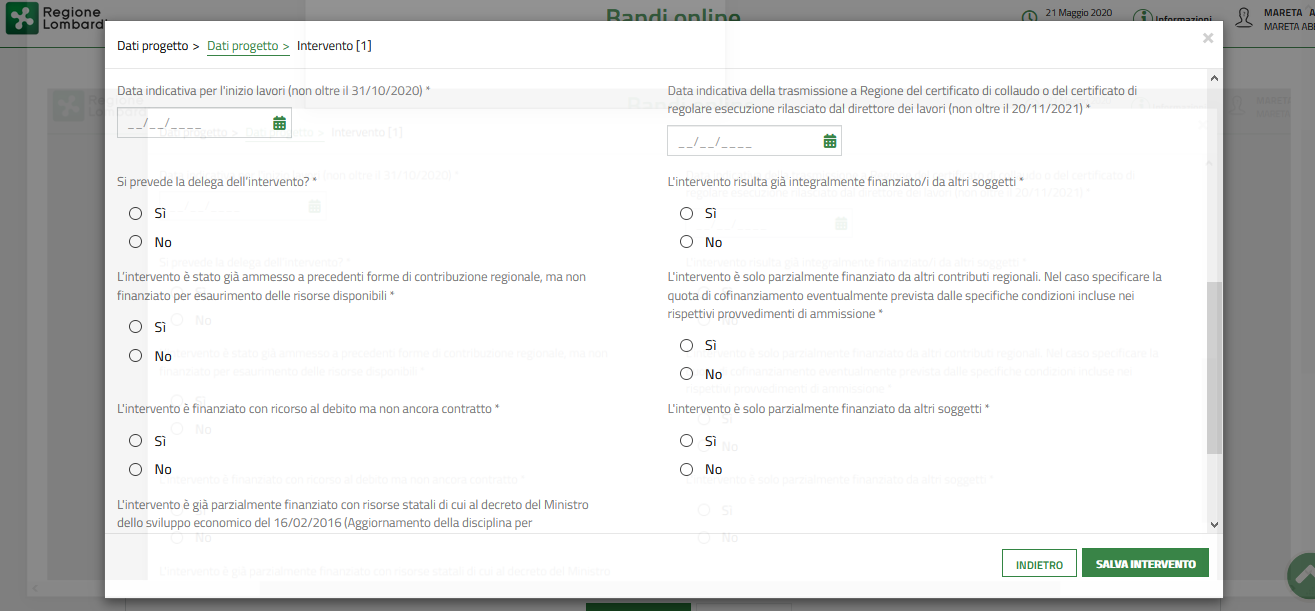 Regione
Lombardi
Bandi online
21 Maggio 2020
Informazioni
MARETA A
MARETA ABI
Dati progetto > Dati progetto > Intervento [1]
Data indicativa per l'inizio lavori (non oltre il 31/10/2020) *
__/__/____
Data indicativa della trasmissione a Regione del certificato di collaudo o del certificato di
regolare esecuzione rilasciato dal direttore dei lavori (non oltre il 20/11/2021) *
__/__/____
Si prevede la delega dell'intervento? *
Sì
No
L'intervento risulta già integralmente finanziato/i da altri soggetti *
Sì
No
L'intervento è stato già ammesso a precedenti forme di contribuzione regionale, ma non
finanziato per esaurimento delle risorse disponibili *
Sì
No
L'intervento è solo parzialmente finanziato da altri contributi regionali. Nel caso specificare la
quota di cofinanziamento eventualmente prevista dalle specifiche condizioni incluse nei
rispettivi provvedimenti di ammissione *
Sì
No
L'intervento è finanziato con ricorso al debito ma non ancora contratto *
Sì
No
L'intervento è solo parzialmente finanziato da altri soggetti *
Sì
No
L'intervento è già parzialmente finanziato con risorse statali di cui al decreto del Ministro
dello sviluppo economico del 16/02/2016 (Aggiornamento della disciplina per
INDIETRO
SALVA INTERVENTO